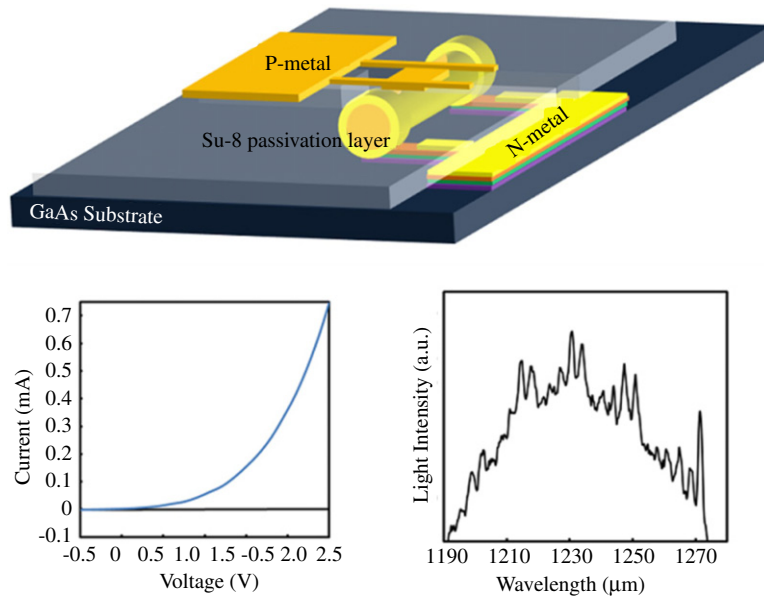 P-metal
Su-8 passivation layer
N-metal
GaAs Substrate
0.7
0.6
0.5
0.4
0.3
0.2
0.1
0
-0.1
Current (mA)
-0.5 0 0.5 1.0 -0.5 2.0 2.5
Voltage (V)
Light Intensity (a.u.)
1190 1210 1230 1250 1270
Wavelength (μm)